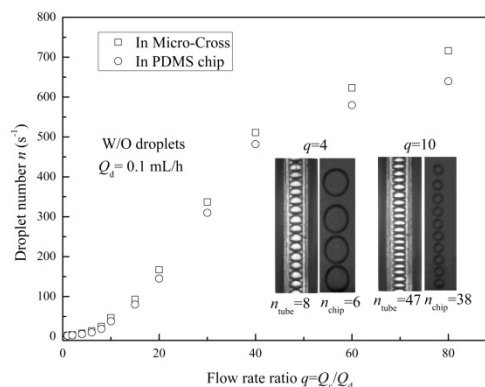 800
700
600
500
400
300
200
100
0
Droplet number n (s⁻¹)
In Micro-Cross
In PDMS chip
W/O droplets
Q_d = 0.1 mL/h
q=4
q=10
n_tube=8
n_chip=6
n_tube=47
n_chip=38
0
20
40
60
80
Flow rate ratio q=Q_c/Q_d